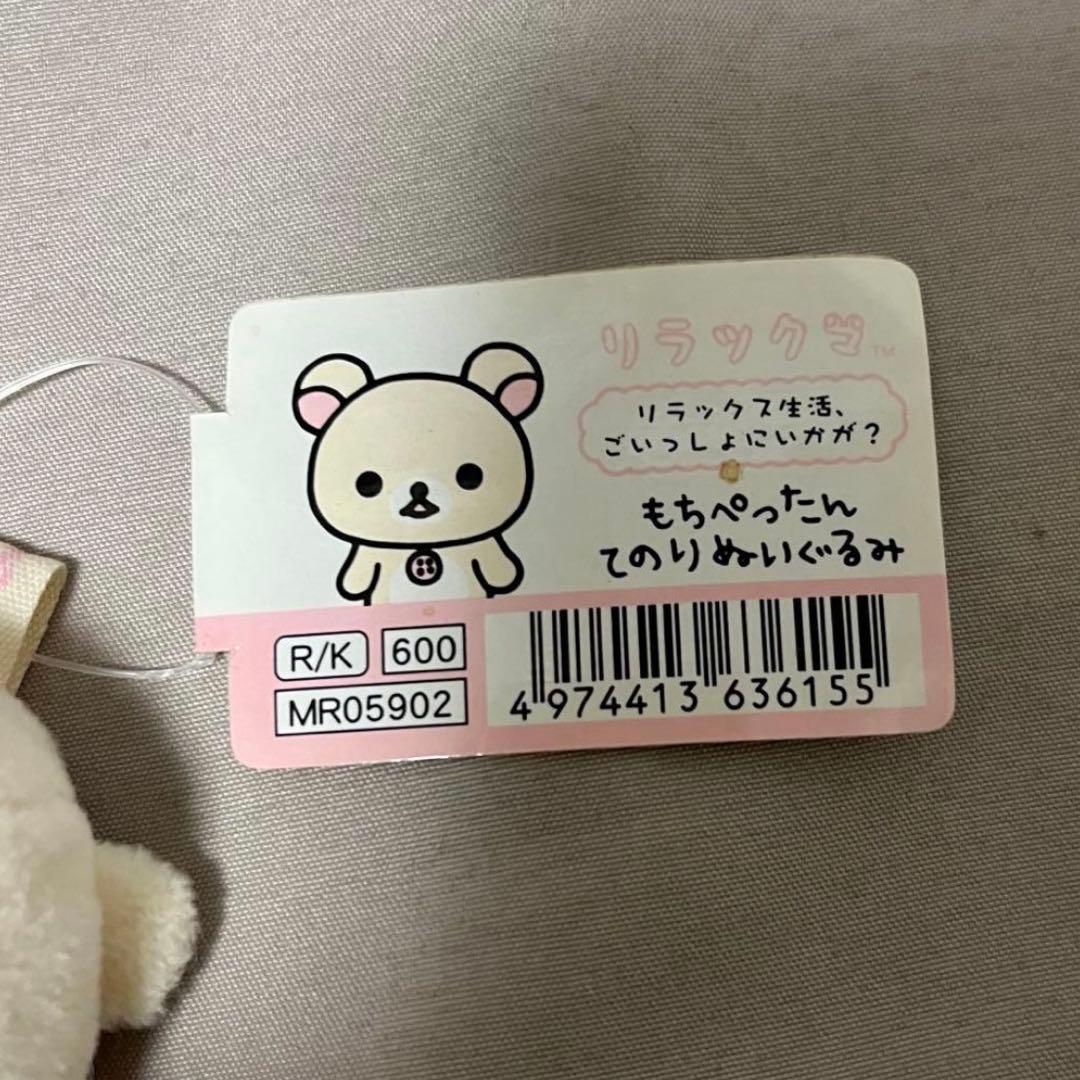 リラックマ™
リラックス生活、
ごいっしょにいかが？
もちぺったん
てのりぬいぐるみ
R/K 600
MR05902
4 974413 636155